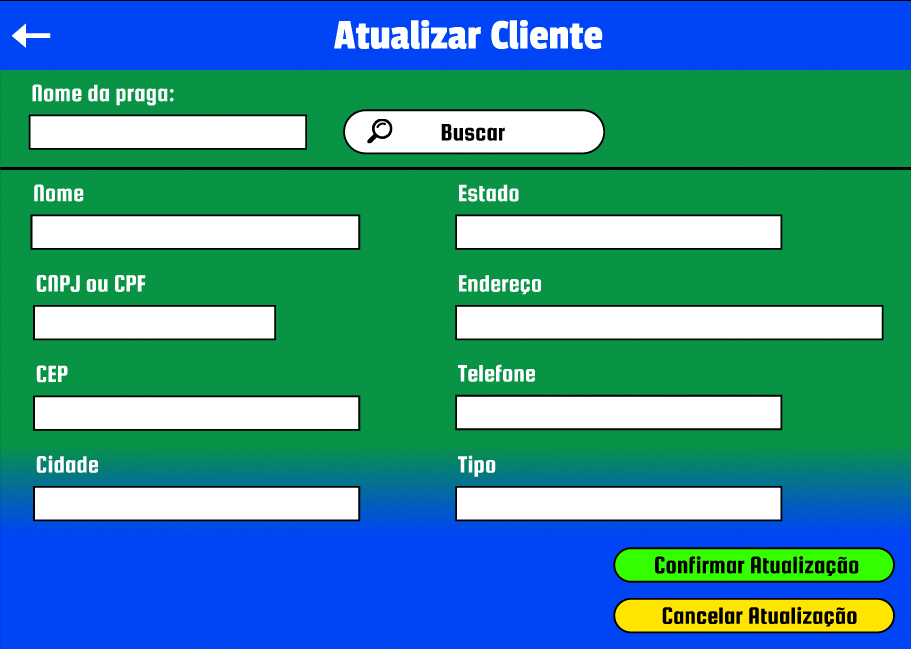 Atualizar Cliente
Nome da praga:
Buscar
Nome
Estado
CNPJ ou CPF
Endereço
CEP
Telefone
Cidade
Tipo
Confirmar Atualização
Cancelar Atualização